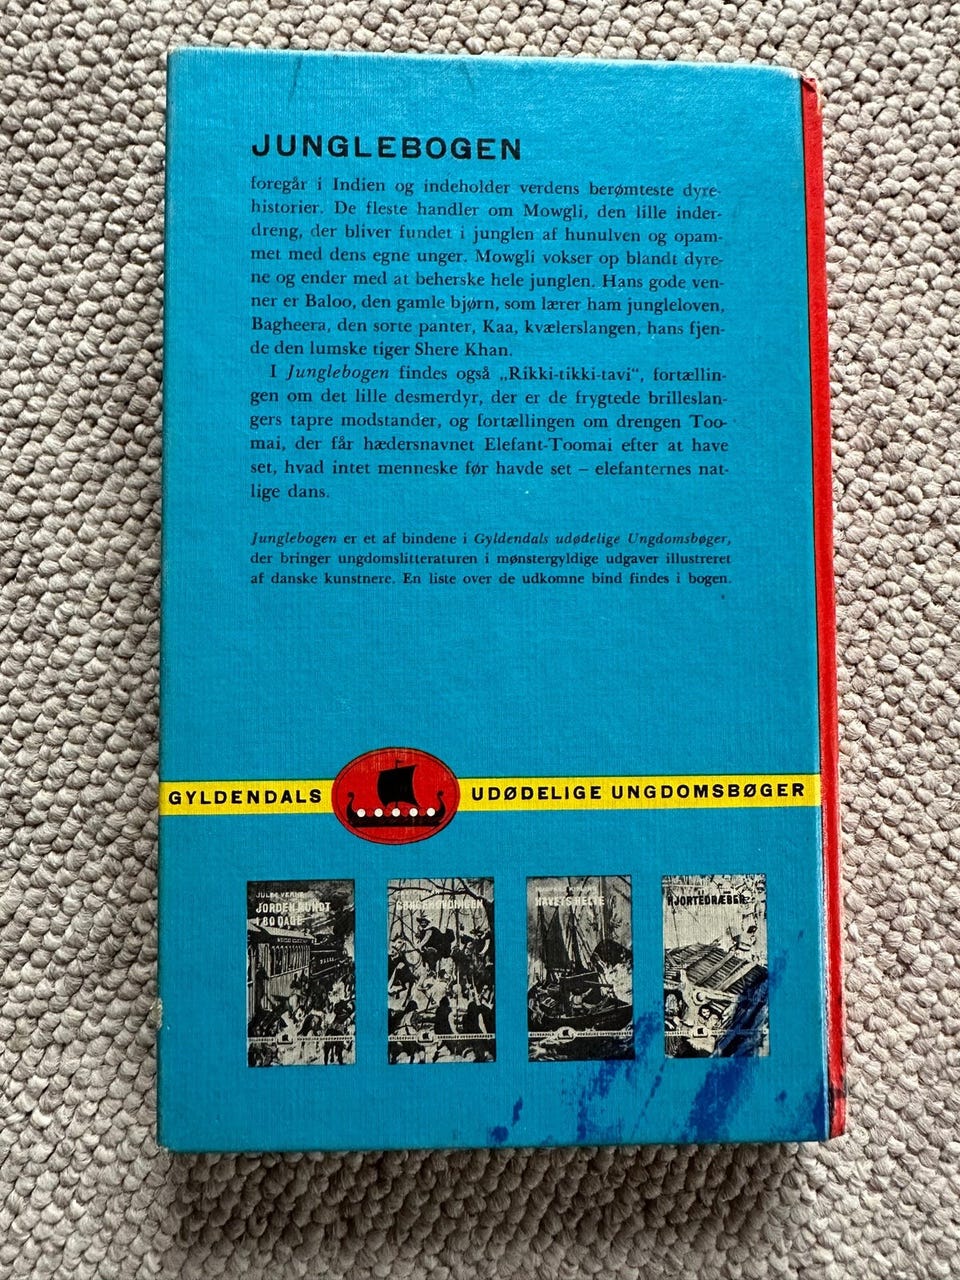 JUNGLEBOGEN
foregår i Indien og indeholder verdens berømteste dyre-
historier. De fleste handler om Mowgli, den lille inder-
dreng, der bliver fundet i junglen af hunulven og opam-
met med dens egne unger. Mowgli vokser op blandt dyre-
ne og ender med at beherske hele junglen. Hans gode ven-
ner er Baloo, den gamle bjørn, som lærer ham jungleloven,
Bagheera, den sorte panter, Kaa, kvælerslangen, hans fjen-
de den lumske tiger Shere Khan.
I Junglebogen findes også „Rikki-tikki-tavi“, fortællin-
gen om det lille desmerdyr, der er de frygtede brilleslan-
gers tapre modstander, og fortællingen om drengen Too-
mai, der får hædersnavnet Elefant-Toomai efter at have
set, hvad intet menneske før havde set – elefanternes nat-
lige dans.
Junglebogen er et af bindene i Gyldendals udødelige Ungdomsbøger,
der bringer ungdomslitteraturen i mønstergyldige udgaver illustreret
af danske kunstnere. En liste over de udkomne bind findes i bogen.
GYLDENDALS UDØDELIGE UNGDOMSBØGER
JULES VERNE
JORDEN RUNDT
I 80 DAGE
HAVETS HELTE
HJORTEDRÆBER